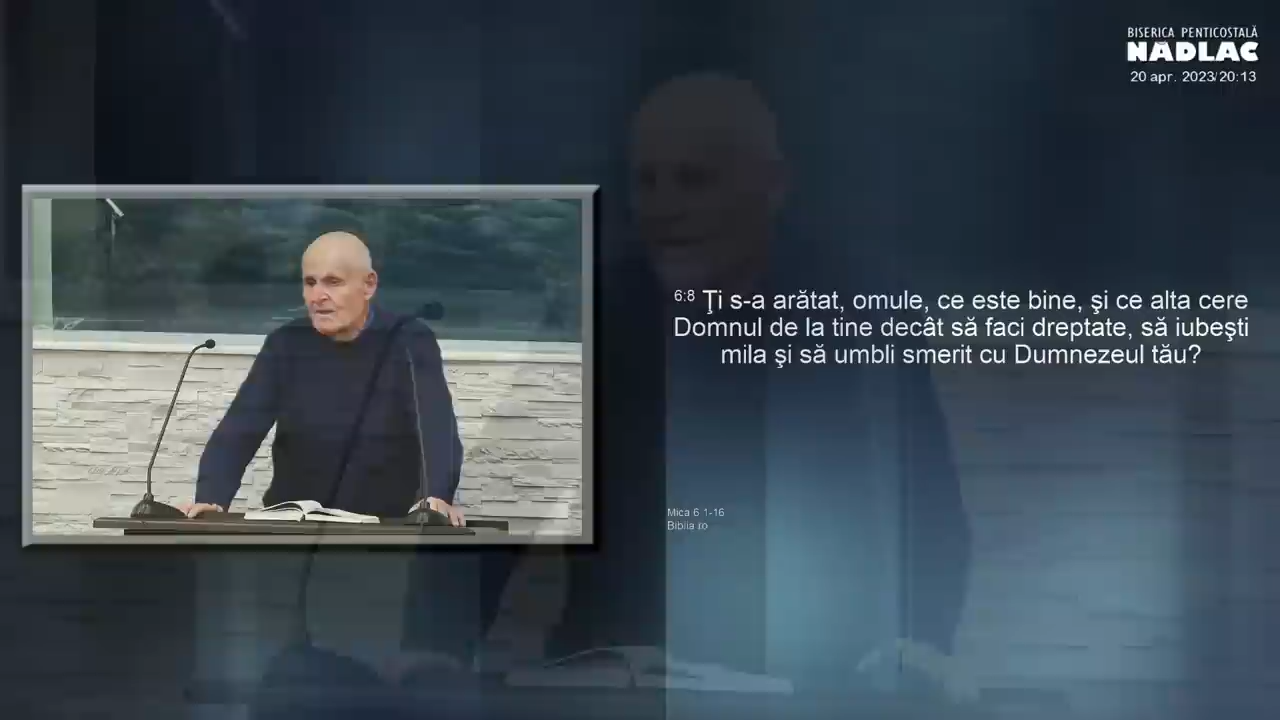 BISERICA PENTICOSTALĂ
NĂDLAC
20 apr. 2023/20:13
6:8 Ţi s-a arătat, omule, ce este bine, şi ce alta cere
Domnul de la tine decât să faci dreptate, să iubeşti
mila şi să umbli smerit cu Dumnezeul tău?
Mica 6 1-16
Biblia ro